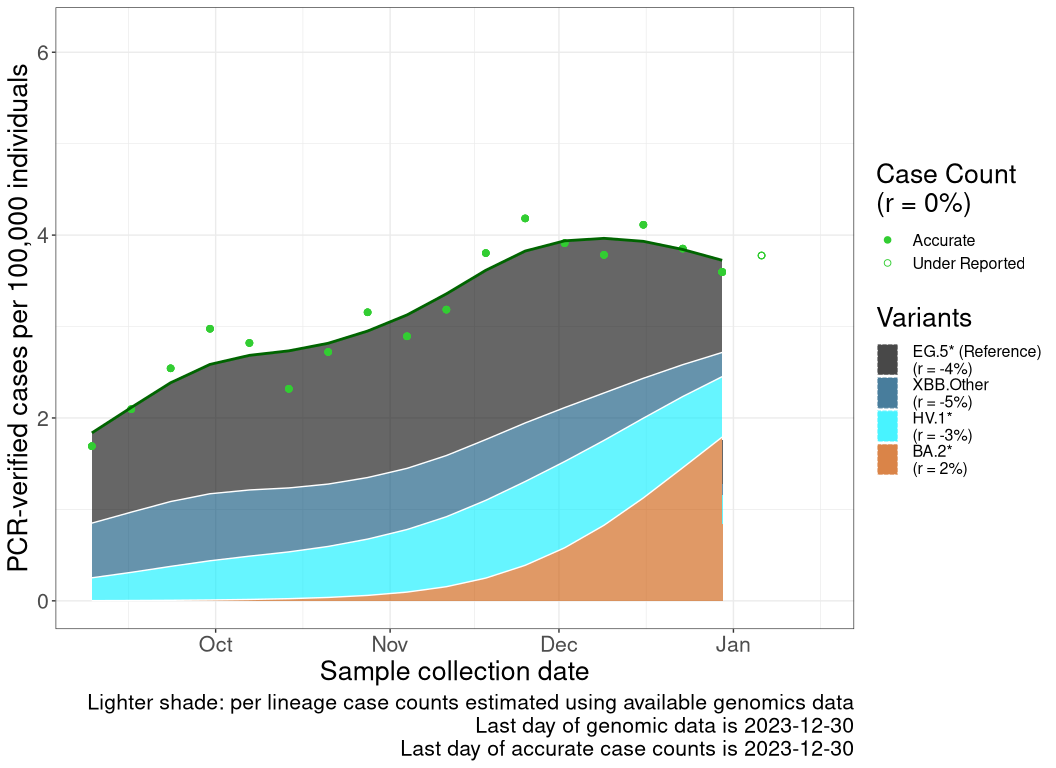 PCR-verified cases per 100,000 individuals
6
4
2
0
Oct
Nov
Dec
Jan
Sample collection date
Lighter shade: per lineage case counts estimated using available genomics data
Last day of genomic data is 2023-12-30
Last day of accurate case counts is 2023-12-30
Case Count
(r = 0%)
Accurate
Under Reported
Variants
EG.5* (Reference)
(r = -4%)
XBB.Other
(r = -5%)
HV.1*
(r = -3%)
BA.2*
(r = 2%)